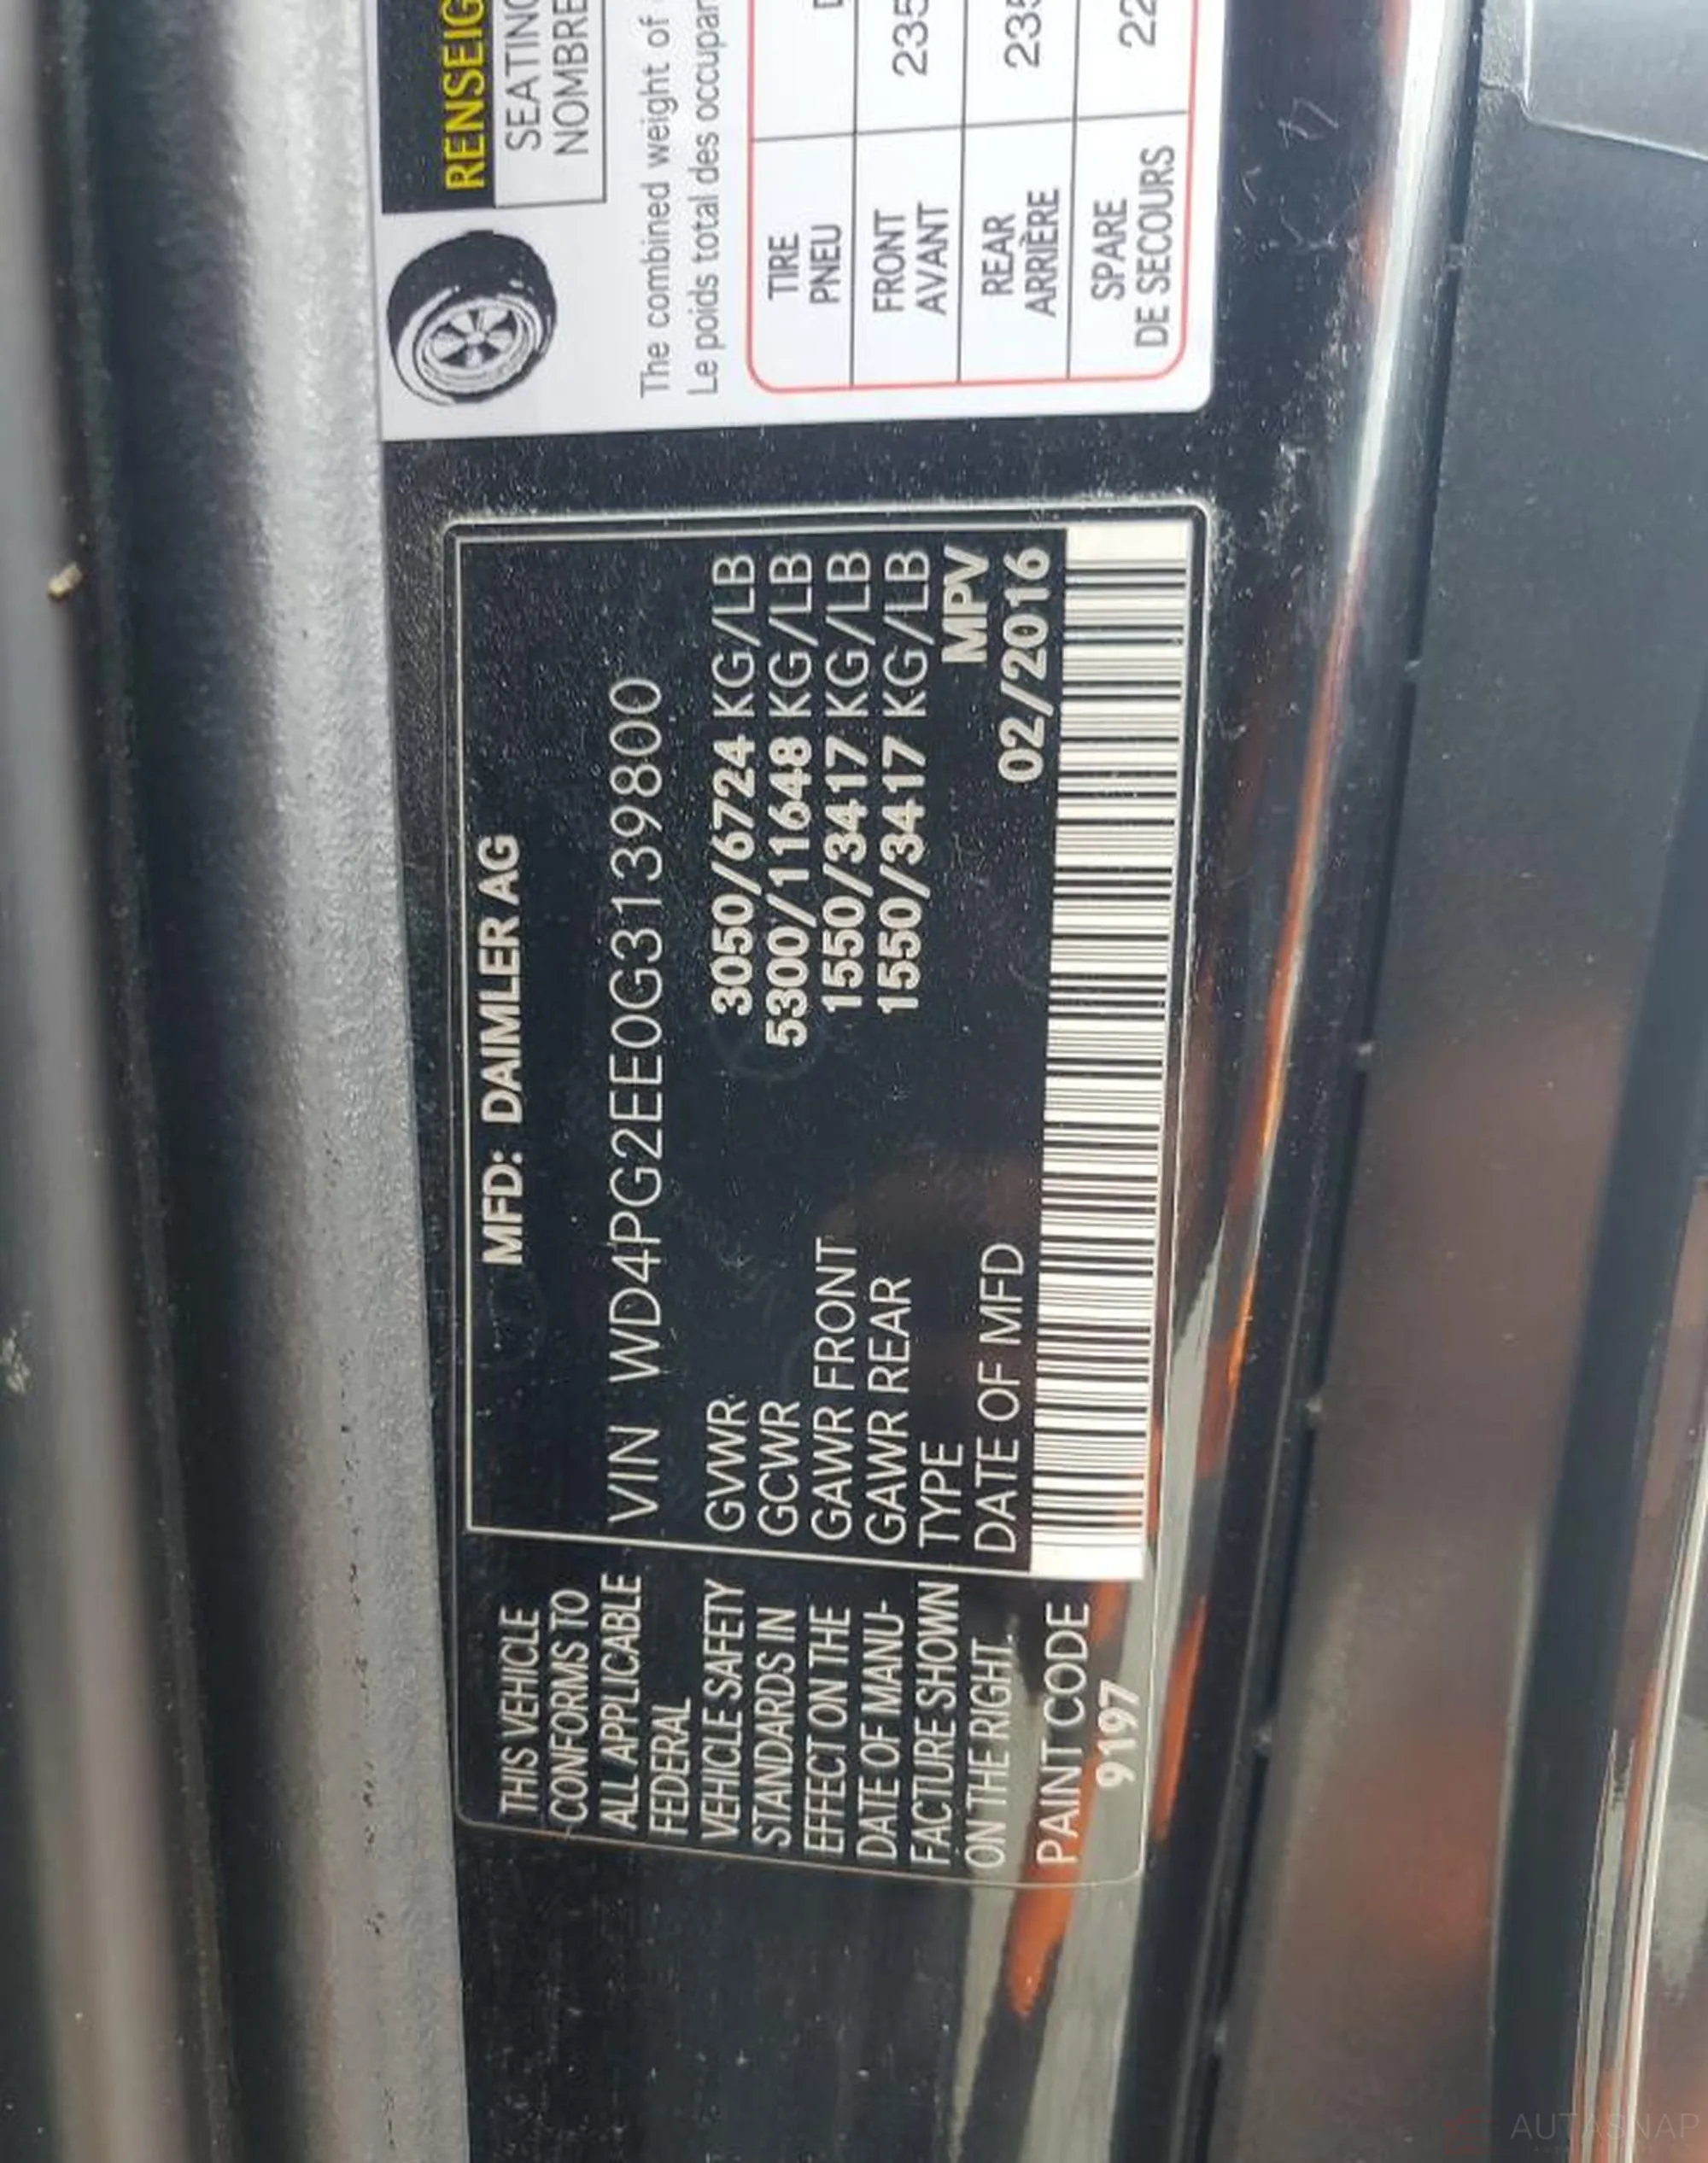 MFD: DAIMLER AG
VIN WD4PG2EE0G3139800
GVWR 3050/6724 KG/LB
GCWR 5300/11648 KG/LB
GAWR FRONT 1550/3417 KG/LB
GAWR REAR 1550/3417 KG/LB
TYPE MPV
DATE OF MFD 02/2016
THIS VEHICLE
CONFORMS TO
ALL APPLICABLE
FEDERAL
VEHICLE SAFETY
STANDARDS IN
EFFECT ON THE
DATE OF MANU-
FACTURE SHOWN
ON THE RIGHT.
PAINT CODE
9197
RENSEIG
SEATING
NOMBRE
The combined weight of
Le poids total des occupan
TIRE
PNEU
FRONT
AVANT
235
REAR
ARRIÈRE
235
SPARE
DE SECOURS
22
AUTASNAP